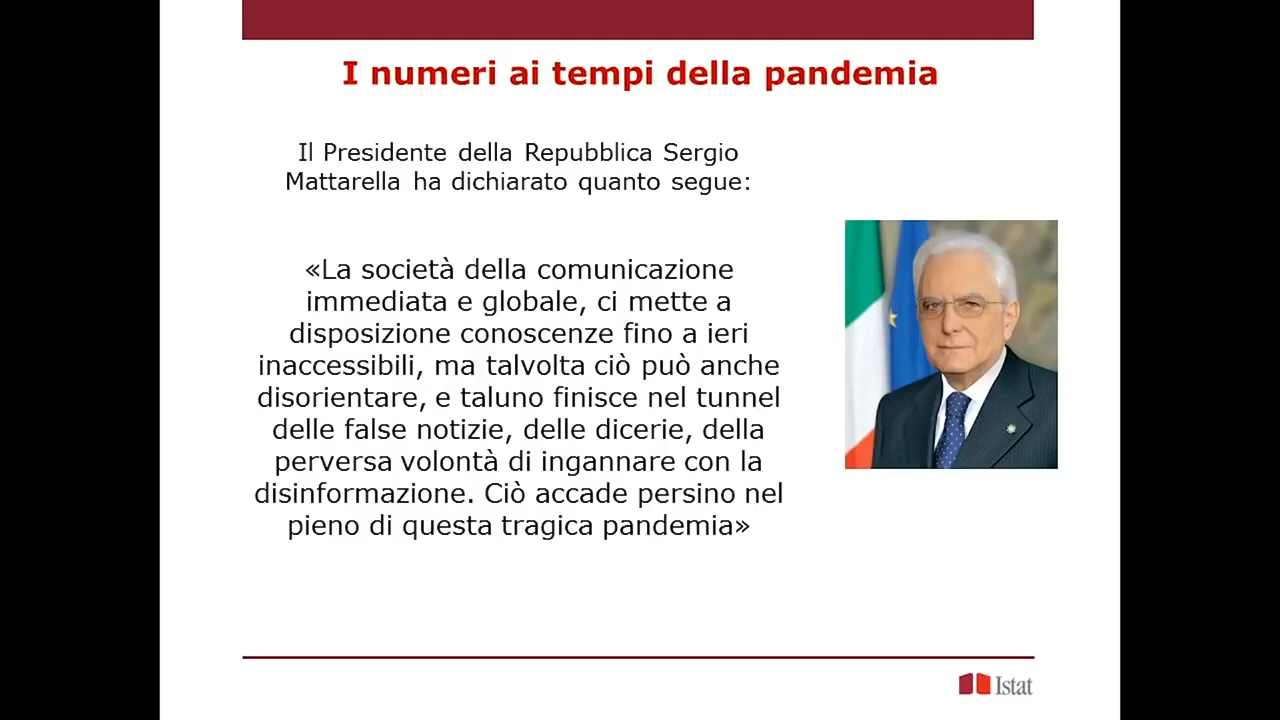 I numeri ai tempi della pandemia
Il Presidente della Repubblica Sergio
Mattarella ha dichiarato quanto segue:
«La società della comunicazione
immediata e globale, ci mette a
disposizione conoscenze fino a ieri
inaccessibili, ma talvolta ciò può anche
disorientare, e taluno finisce nel tunnel
delle false notizie, delle dicerie, della
perversa volontà di ingannare con la
disinformazione. Ciò accade persino nel
pieno di questa tragica pandemia»
Istat